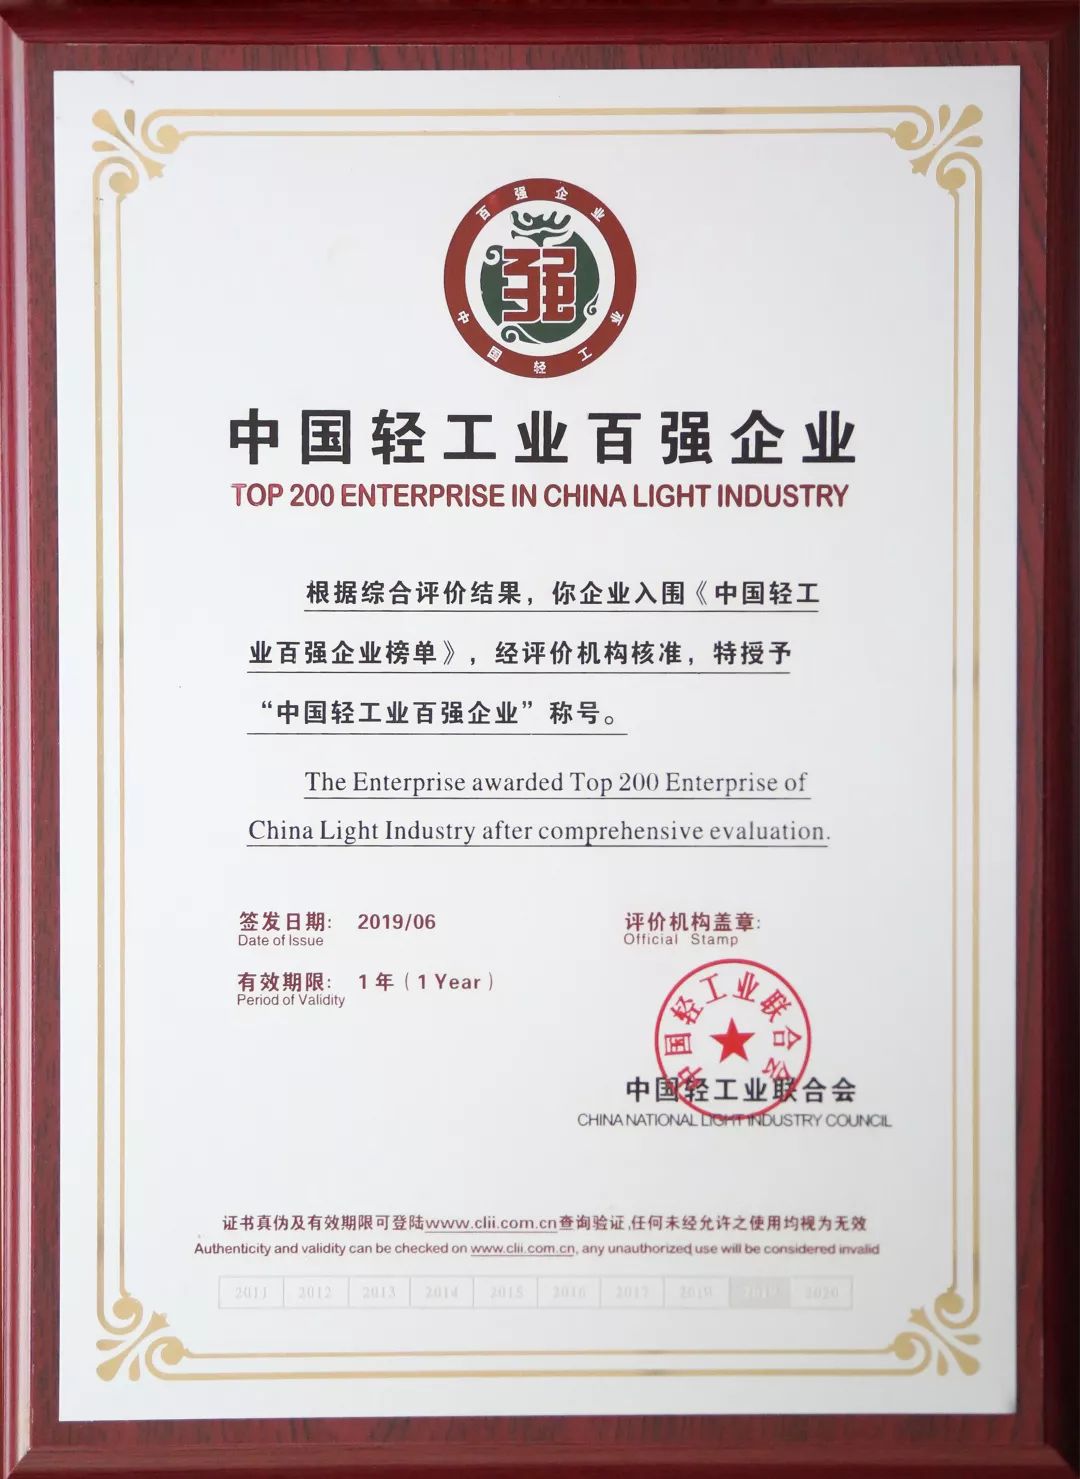 百强企业
强
中国轻工业
中国轻工业百强企业
TOP 200 ENTERPRISE IN CHINA LIGHT INDUSTRY
根据综合评价结果，你企业入围《中国轻工
业百强企业榜单》，经评价机构核准，特授予
“中国轻工业百强企业”称号。
The Enterprise awarded Top 200 Enterprise of
China Light Industry after comprehensive evaluation.
签发日期: 2019/06
Date of Issue
有效期限: 1年（1 Year）
Period of Validity
评价机构盖章:
Official Stamp
中国轻工业联合会
中国轻工业联合会
CHINA NATIONAL LIGHT INDUSTRY COUNCIL
证书真伪及有效期限可登陆www.clii.com.cn查询验证,任何未经允许之使用均视为无效
Authenticity and validity can be checked on www.clii.com.cn, any unauthorized use will be considered invalid
2011 2012 2013 2014 2015 2016 2017 2020